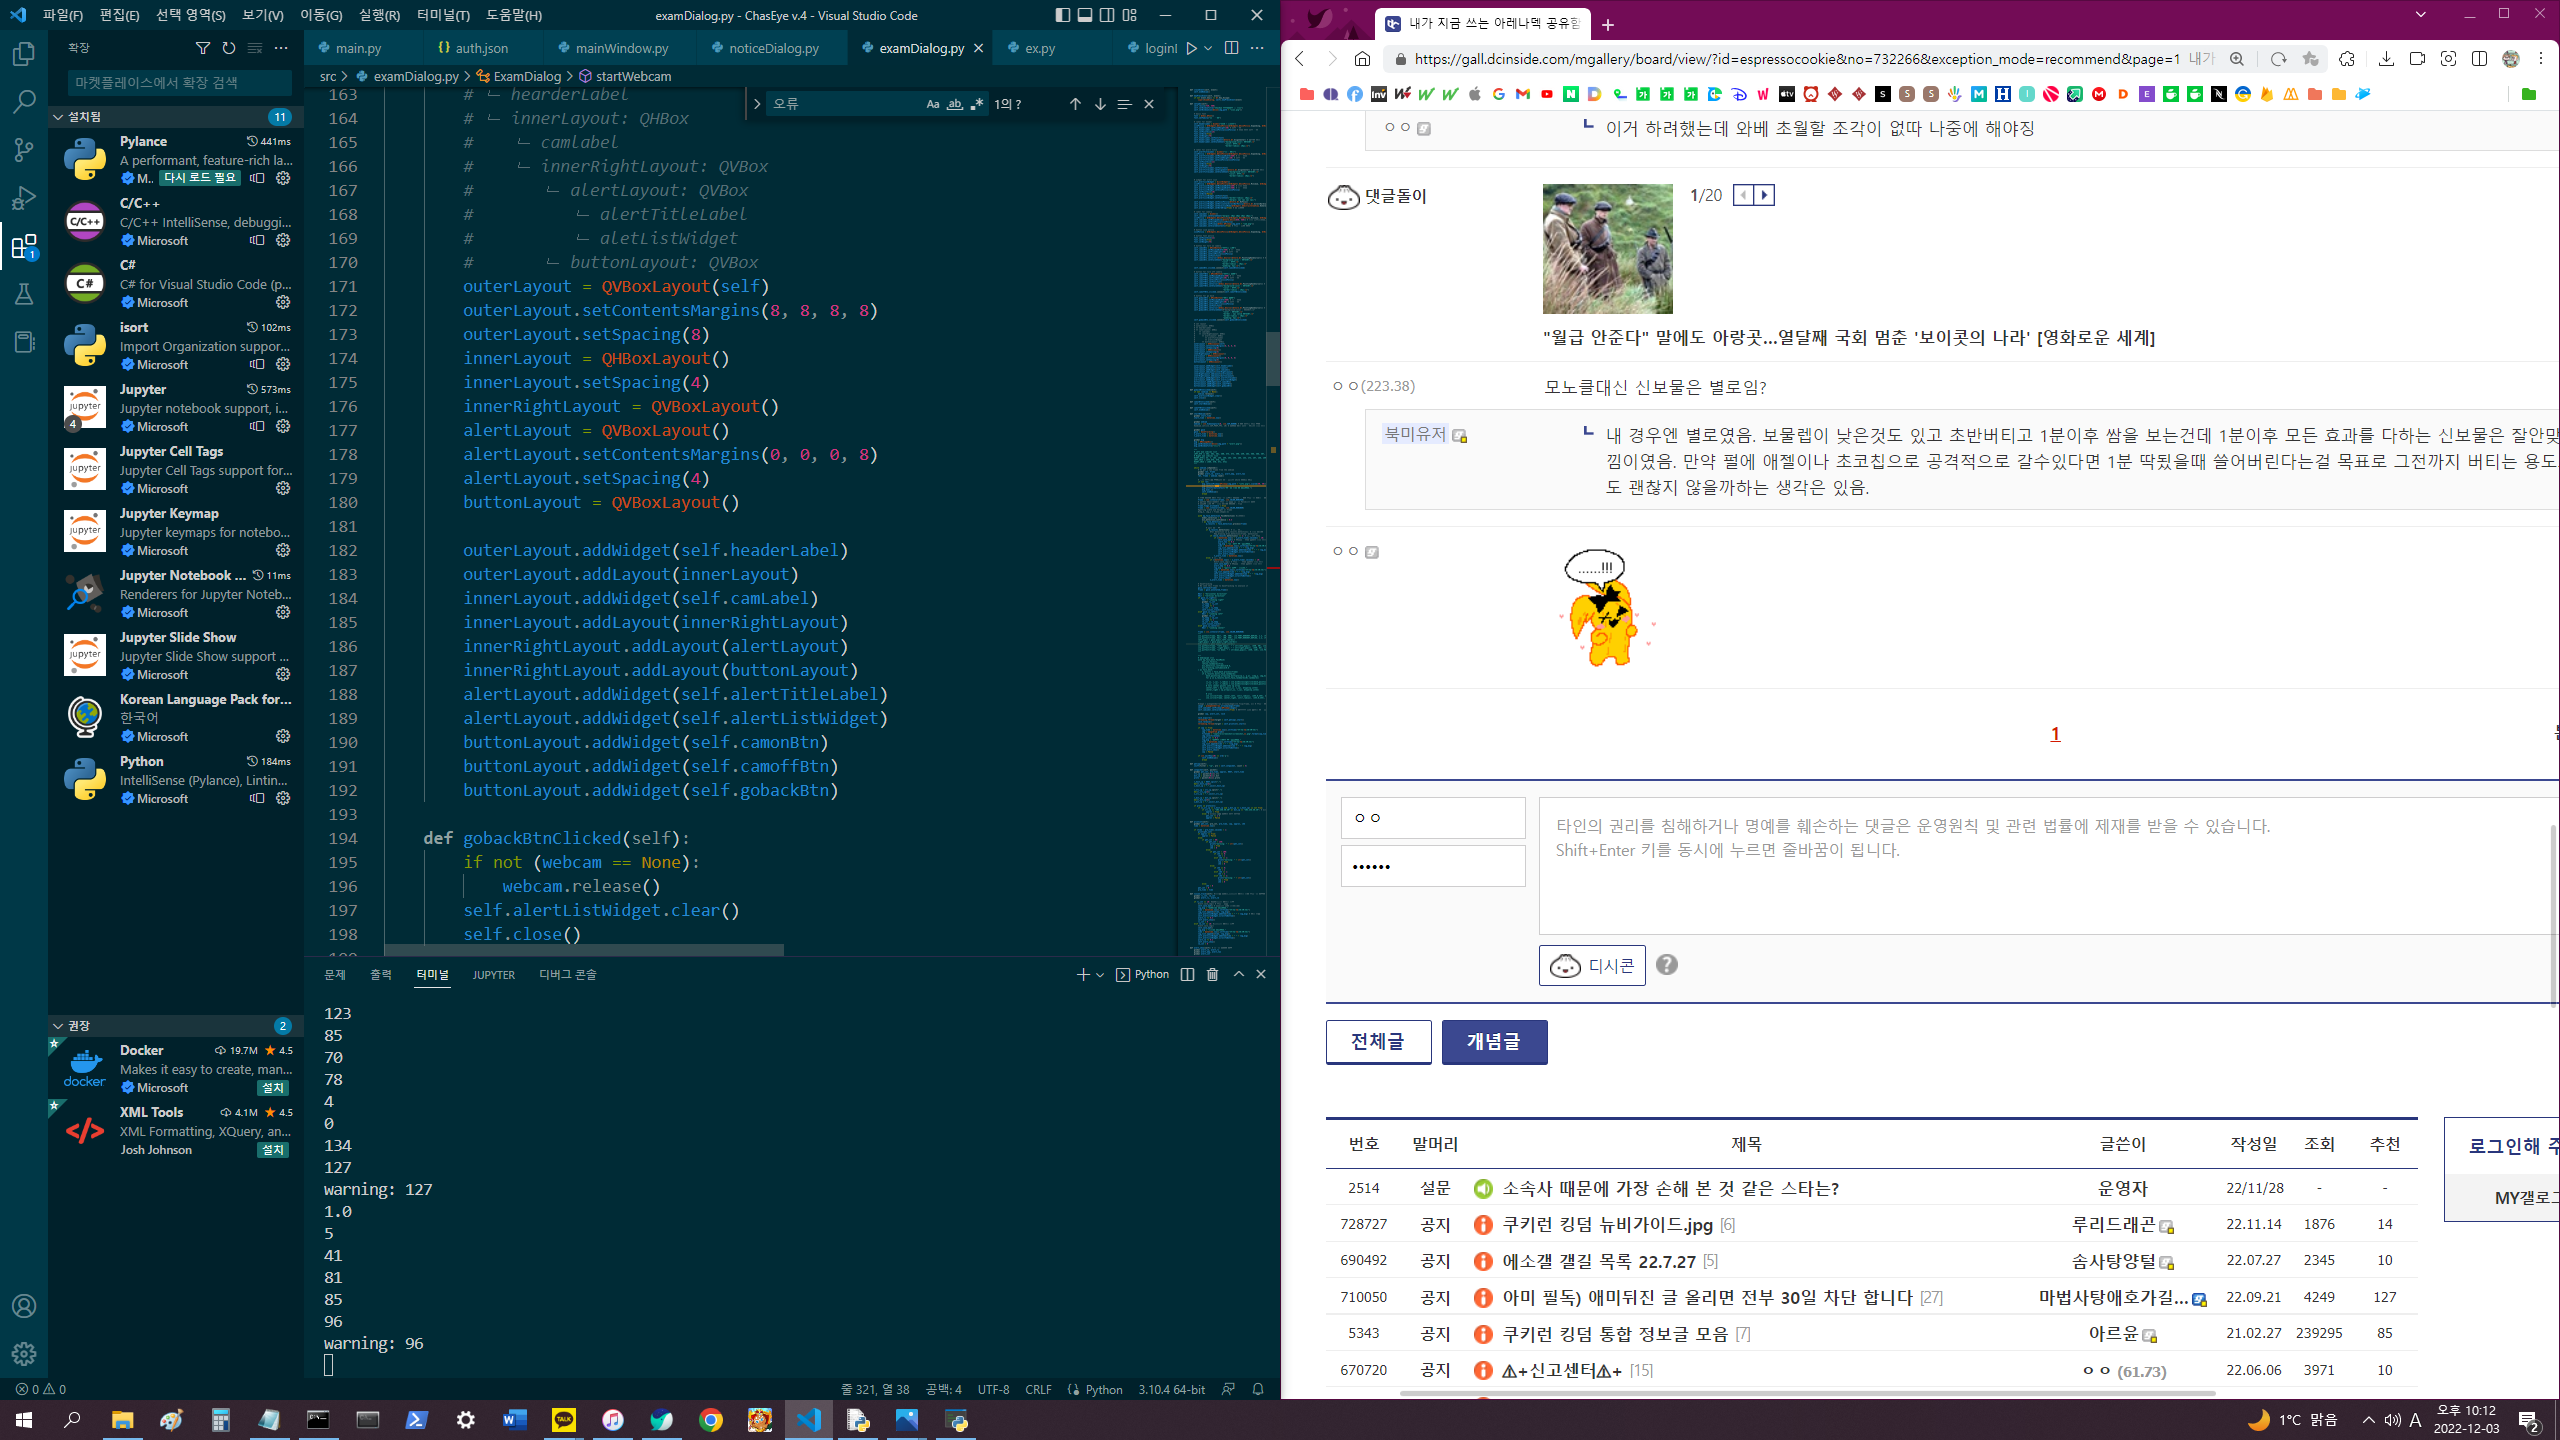 파일(F) 편집(E) 선택 영역(S) 보기(V) 이동(G) 실행(R) 터미널(T) 도움말(H)
examDialog.py - ChasEye v.4 - Visual Studio Code
확장
마켓플레이스에서 확장 검색
설치됨 11
Pylance 441ms
A performant, feature-rich la...
M.. 다시 로드 필요
C/C++
C/C++ IntelliSense, debuggi...
Microsoft
C#
C# for Visual Studio Code (p...
Microsoft
isort 102ms
Import Organization suppor...
Microsoft
Jupyter 573ms
Jupyter notebook support, i...
Microsoft
4
Jupyter Cell Tags
Jupyter Cell Tags support for...
Microsoft
Jupyter Keymap
Jupyter keymaps for notebo...
Microsoft
Jupyter Notebook ... 11ms
Renderers for Jupyter Noteb...
Microsoft
Jupyter Slide Show
Jupyter Slide Show support ...
Microsoft
Korean Language Pack for...
한국어
Microsoft
Python 184ms
IntelliSense (Pylance), Lintin...
Microsoft
권장 2
Docker 19.7M 4.5
Makes it easy to create, man...
Microsoft 설치
XML Tools 4.1M 4.5
XML Formatting, XQuery, an...
Josh Johnson 설치
main.py auth.json mainWindow.py noticeDialog.py examDialog.py ex.py loginI
src > examDialog.py > ExamDialog > startWebcam
오류 1의 ?
163 # ㄴ hearderLabel
164 # ㄴ innerLayout: QHBox
165 # ㄴ camlabel
166 # ㄴ innerRightLayout: QVBox
167 # ㄴ alertLayout: QVBox
168 # ㄴ alertTitleLabel
169 # ㄴ aletListWidget
170 # ㄴ buttonLayout: QVBox
171 outerLayout = QVBoxLayout(self)
172 outerLayout.setContentsMargins(8, 8, 8, 8)
173 outerLayout.setSpacing(8)
174 innerLayout = QHBoxLayout()
175 innerLayout.setSpacing(4)
176 innerRightLayout = QVBoxLayout()
177 alertLayout = QVBoxLayout()
178 alertLayout.setContentsMargins(0, 0, 0, 8)
179 alertLayout.setSpacing(4)
180 buttonLayout = QVBoxLayout()
181
182 outerLayout.addWidget(self.headerLabel)
183 outerLayout.addLayout(innerLayout)
184 innerLayout.addWidget(self.camLabel)
185 innerLayout.addLayout(innerRightLayout)
186 innerRightLayout.addLayout(alertLayout)
187 innerRightLayout.addLayout(buttonLayout)
188 alertLayout.addWidget(self.alertTitleLabel)
189 alertLayout.addWidget(self.alertListWidget)
190 buttonLayout.addWidget(self.camonBtn)
191 buttonLayout.addWidget(self.camoffBtn)
192 buttonLayout.addWidget(self.gobackBtn)
193
194 def gobackBtnClicked(self):
195 if not (webcam == None):
196 webcam.release()
197 self.alertListWidget.clear()
198 self.close()
문제 출력 터미널 JUPYTER 디버그 콘솔 Python
123
85
70
78
4
0
134
127
warning: 127
1.0
5
41
81
85
96
warning: 96
0 0 줄 321, 열 38 공백: 4 UTF-8 CRLF Python 3.10.4 64-bit
내가 지금 쓰는 아레나덱 공유함
https://gall.dcinside.com/mgallery/board/view/?id=espressocookie&no=732266&exception_mode=recommend&page=1 내가
ㅇㅇ ㄴ 이거 하려했는데 와베 초월할 조각이 없따 나중에 해야징
댓글돌이 1/20
"월급 안준다" 말에도 아랑곳...열달째 국회 멈춘 '보이콧의 나라' [영화로운 세계]
ㅇㅇ(223.38) 모노클대신 신보물은 별로임?
북미유저 ㄴ 내 경우엔 별로였음. 보물렙이 낮은것도 있고 초반버티고 1분이후 쌈을 보는건데 1분이후 모든 효과를 다하는 신보물은 잘안맞
낌이였음. 만약 펄에 애젤이나 초코칩으로 공격적으로 갈수있다면 1분 딱됬을때 쓸어버린다는걸 목표로 그전까지 버티는 용도
도 괜찮지 않을까하는 생각은 있음.
ㅇㅇ
......!!!
1
ㅇㅇ
••••••
타인의 권리를 침해하거나 명예를 훼손하는 댓글은 운영원칙 및 관련 법률에 제재를 받을 수 있습니다.
Shift+Enter 키를 동시에 누르면 줄바꿈이 됩니다.
디시콘 ?
전체글 개념글
번호 말머리 제목 글쓴이 작성일 조회 추천
2514 설문 소속사 때문에 가장 손해 본 것 같은 스타는? 운영자 22/11/28 - -
728727 공지 쿠키런 킹덤 뉴비가이드.jpg [6] 루리드래곤 22.11.14 1876 14
690492 공지 에소갤 갤길 목록 22.7.27 [5] 솜사탕양털 22.07.27 2345 10
710050 공지 아미 필독) 애미뒤진 글 올리면 전부 30일 차단 합니다 [27] 마법사탕애호가길... 22.09.21 4249 127
5343 공지 쿠키런 킹덤 통합 정보글 모음 [7] 아르윤 21.02.27 239295 85
670720 공지 ⚠+신고센터⚠+ [15] ㅇㅇ (61.73) 22.06.06 3971 10
로그인해 주
MY갤로그
1°C 맑음 A 오후 10:12
2022-12-03
2